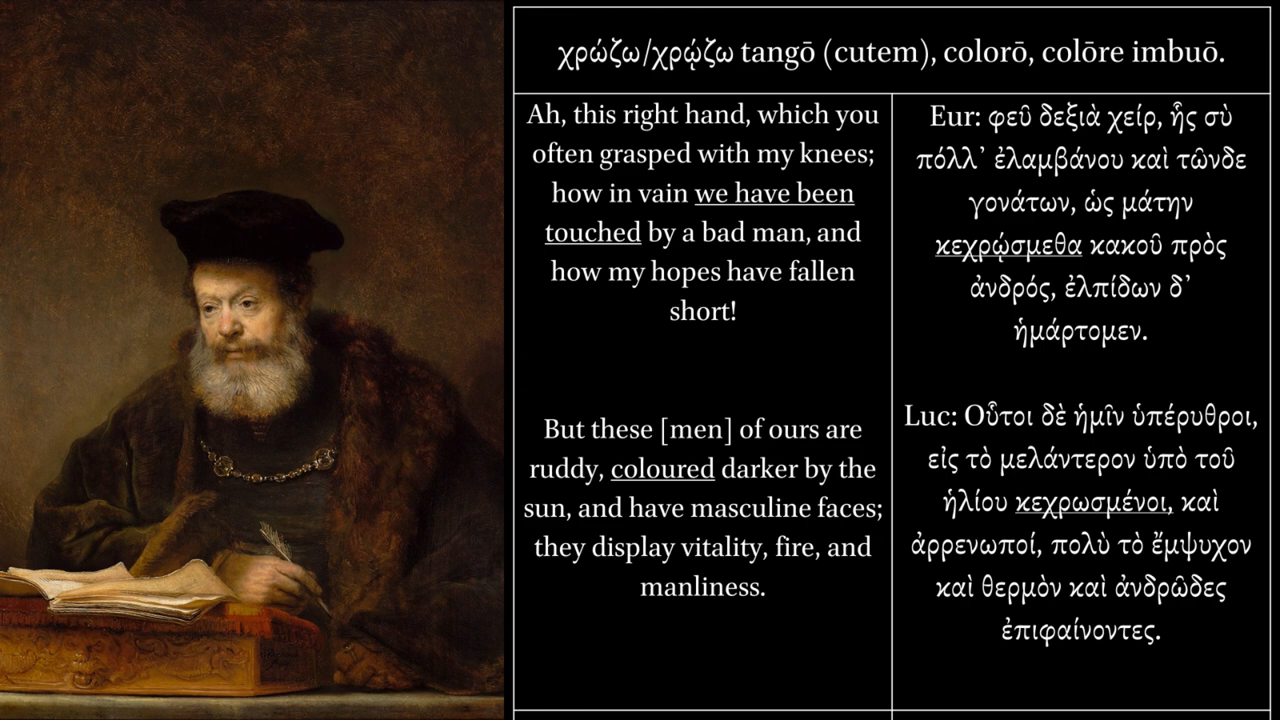 χρώζω/χρῴζω tangō (cutem), colorō, colōre imbuō.
Ah, this right hand, which you
often grasped with my knees;
how in vain we have been
touched by a bad man, and
how my hopes have fallen
short!
But these [men] of ours are
ruddy, coloured darker by the
sun, and have masculine faces;
they display vitality, fire, and
manliness.
Eur: φεῦ δεξιὰ χείρ, ἧς σὺ
πόλλ’ ἐλαμβάνου καὶ τῶνδε
γονάτων, ὡς μάτην
κεχρῴσμεθα κακοῦ πρὸς
ἀνδρός, ἐλπίδων δ’
ἡμάρτομεν.
Luc: Οὗτοι δὲ ἡμῖν ὑπέρυθροι,
εἰς τὸ μελάντερον ὑπὸ τοῦ
ἡλίου κεχρωσμένοι, καὶ
ἀρρενωποί, πολὺ τὸ ἔμψυχον
καὶ θερμὸν καὶ ἀνδρῶδες
ἐπιφαίνοντες.